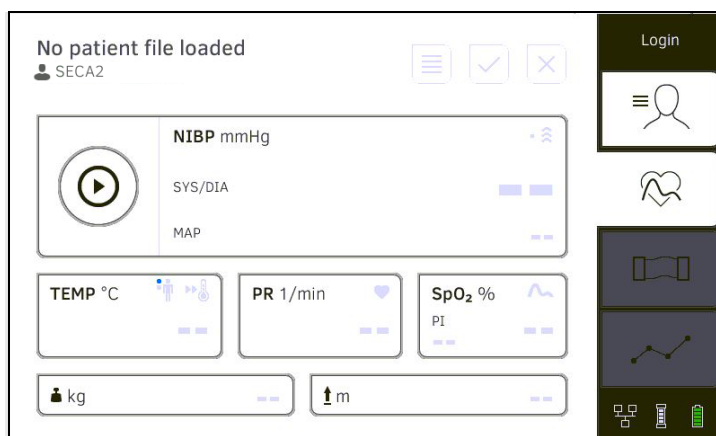 No patient file loaded
SECA2
Login
NIBP mmHg
SYS/DIA
-- --
MAP
--
TEMP °C
--
PR 1/min
--
SpO₂ %
PI
--
--
kg
--
m
--